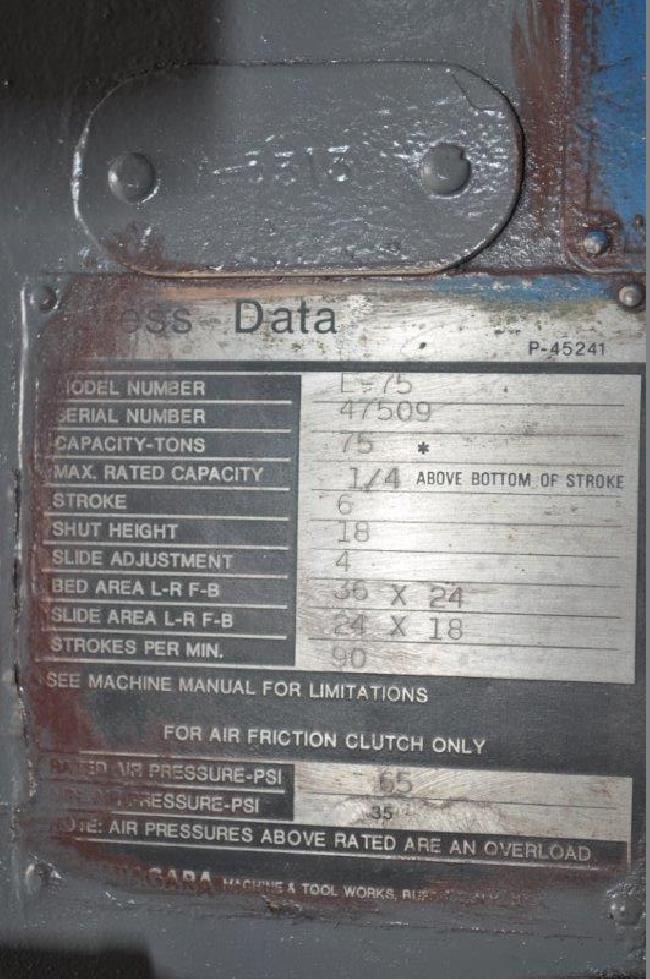 Data
P-45241
MODEL NUMBER E-75
SERIAL NUMBER 47509
CAPACITY-TONS 75 *
MAX. RATED CAPACITY 1/4 ABOVE BOTTOM OF STROKE
STROKE 6
SHUT HEIGHT 18
SLIDE ADJUSTMENT 4
BED AREA L-R F-B 36 X 24
SLIDE AREA L-R F-B 24 X 18
STROKES PER MIN. 90
SEE MACHINE MANUAL FOR LIMITATIONS
FOR AIR FRICTION CLUTCH ONLY
RATED AIR PRESSURE-PSI 65
PRESSURE-PSI 35
NOTE: AIR PRESSURES ABOVE RATED ARE AN OVERLOAD
NIAGARA MACHINE & TOOL WORKS,